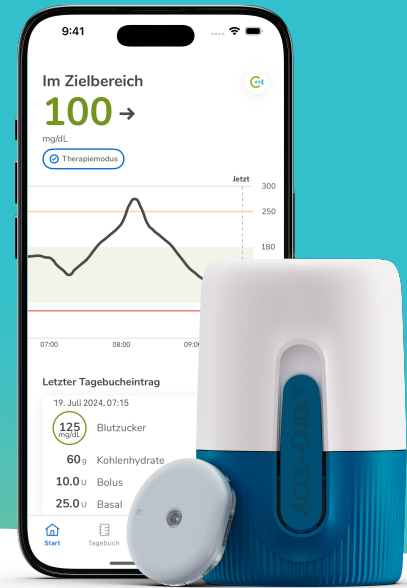 9:41
Im Zielbereich
100 →
mg/dL
Therapiemodus
Jetzt
300
250
180
07:00 08:00 09:00
Letzter Tagebucheintrag
19. Juli 2024, 07:15
125 mg/dL Blutzucker
60 g Kohlenhydrate
10.0 U Bolus
25.0 U Basal
Start Tagebuch
ACCU-CHEK®